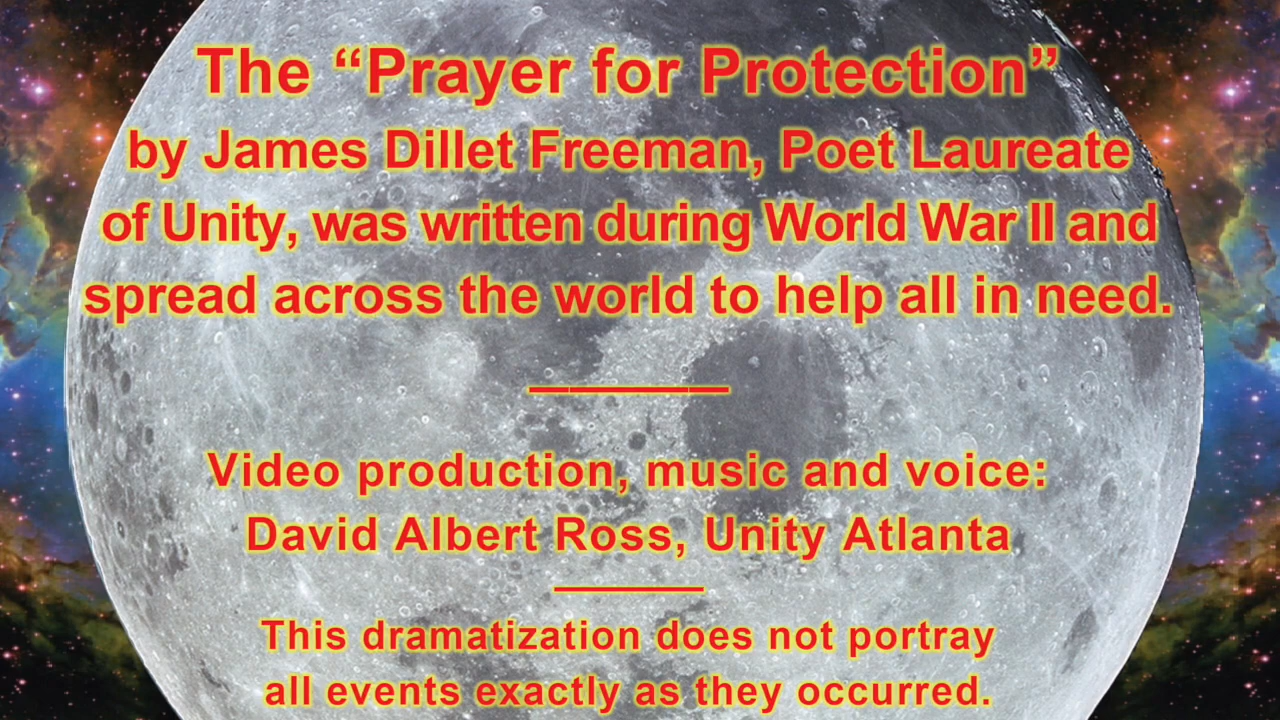 The “Prayer for Protection”
by James Dillet Freeman, Poet Laureate
of Unity, was written during World War II and
spread across the world to help all in need.
Video production, music and voice:
David Albert Ross, Unity Atlanta
This dramatization does not portray
all events exactly as they occurred.